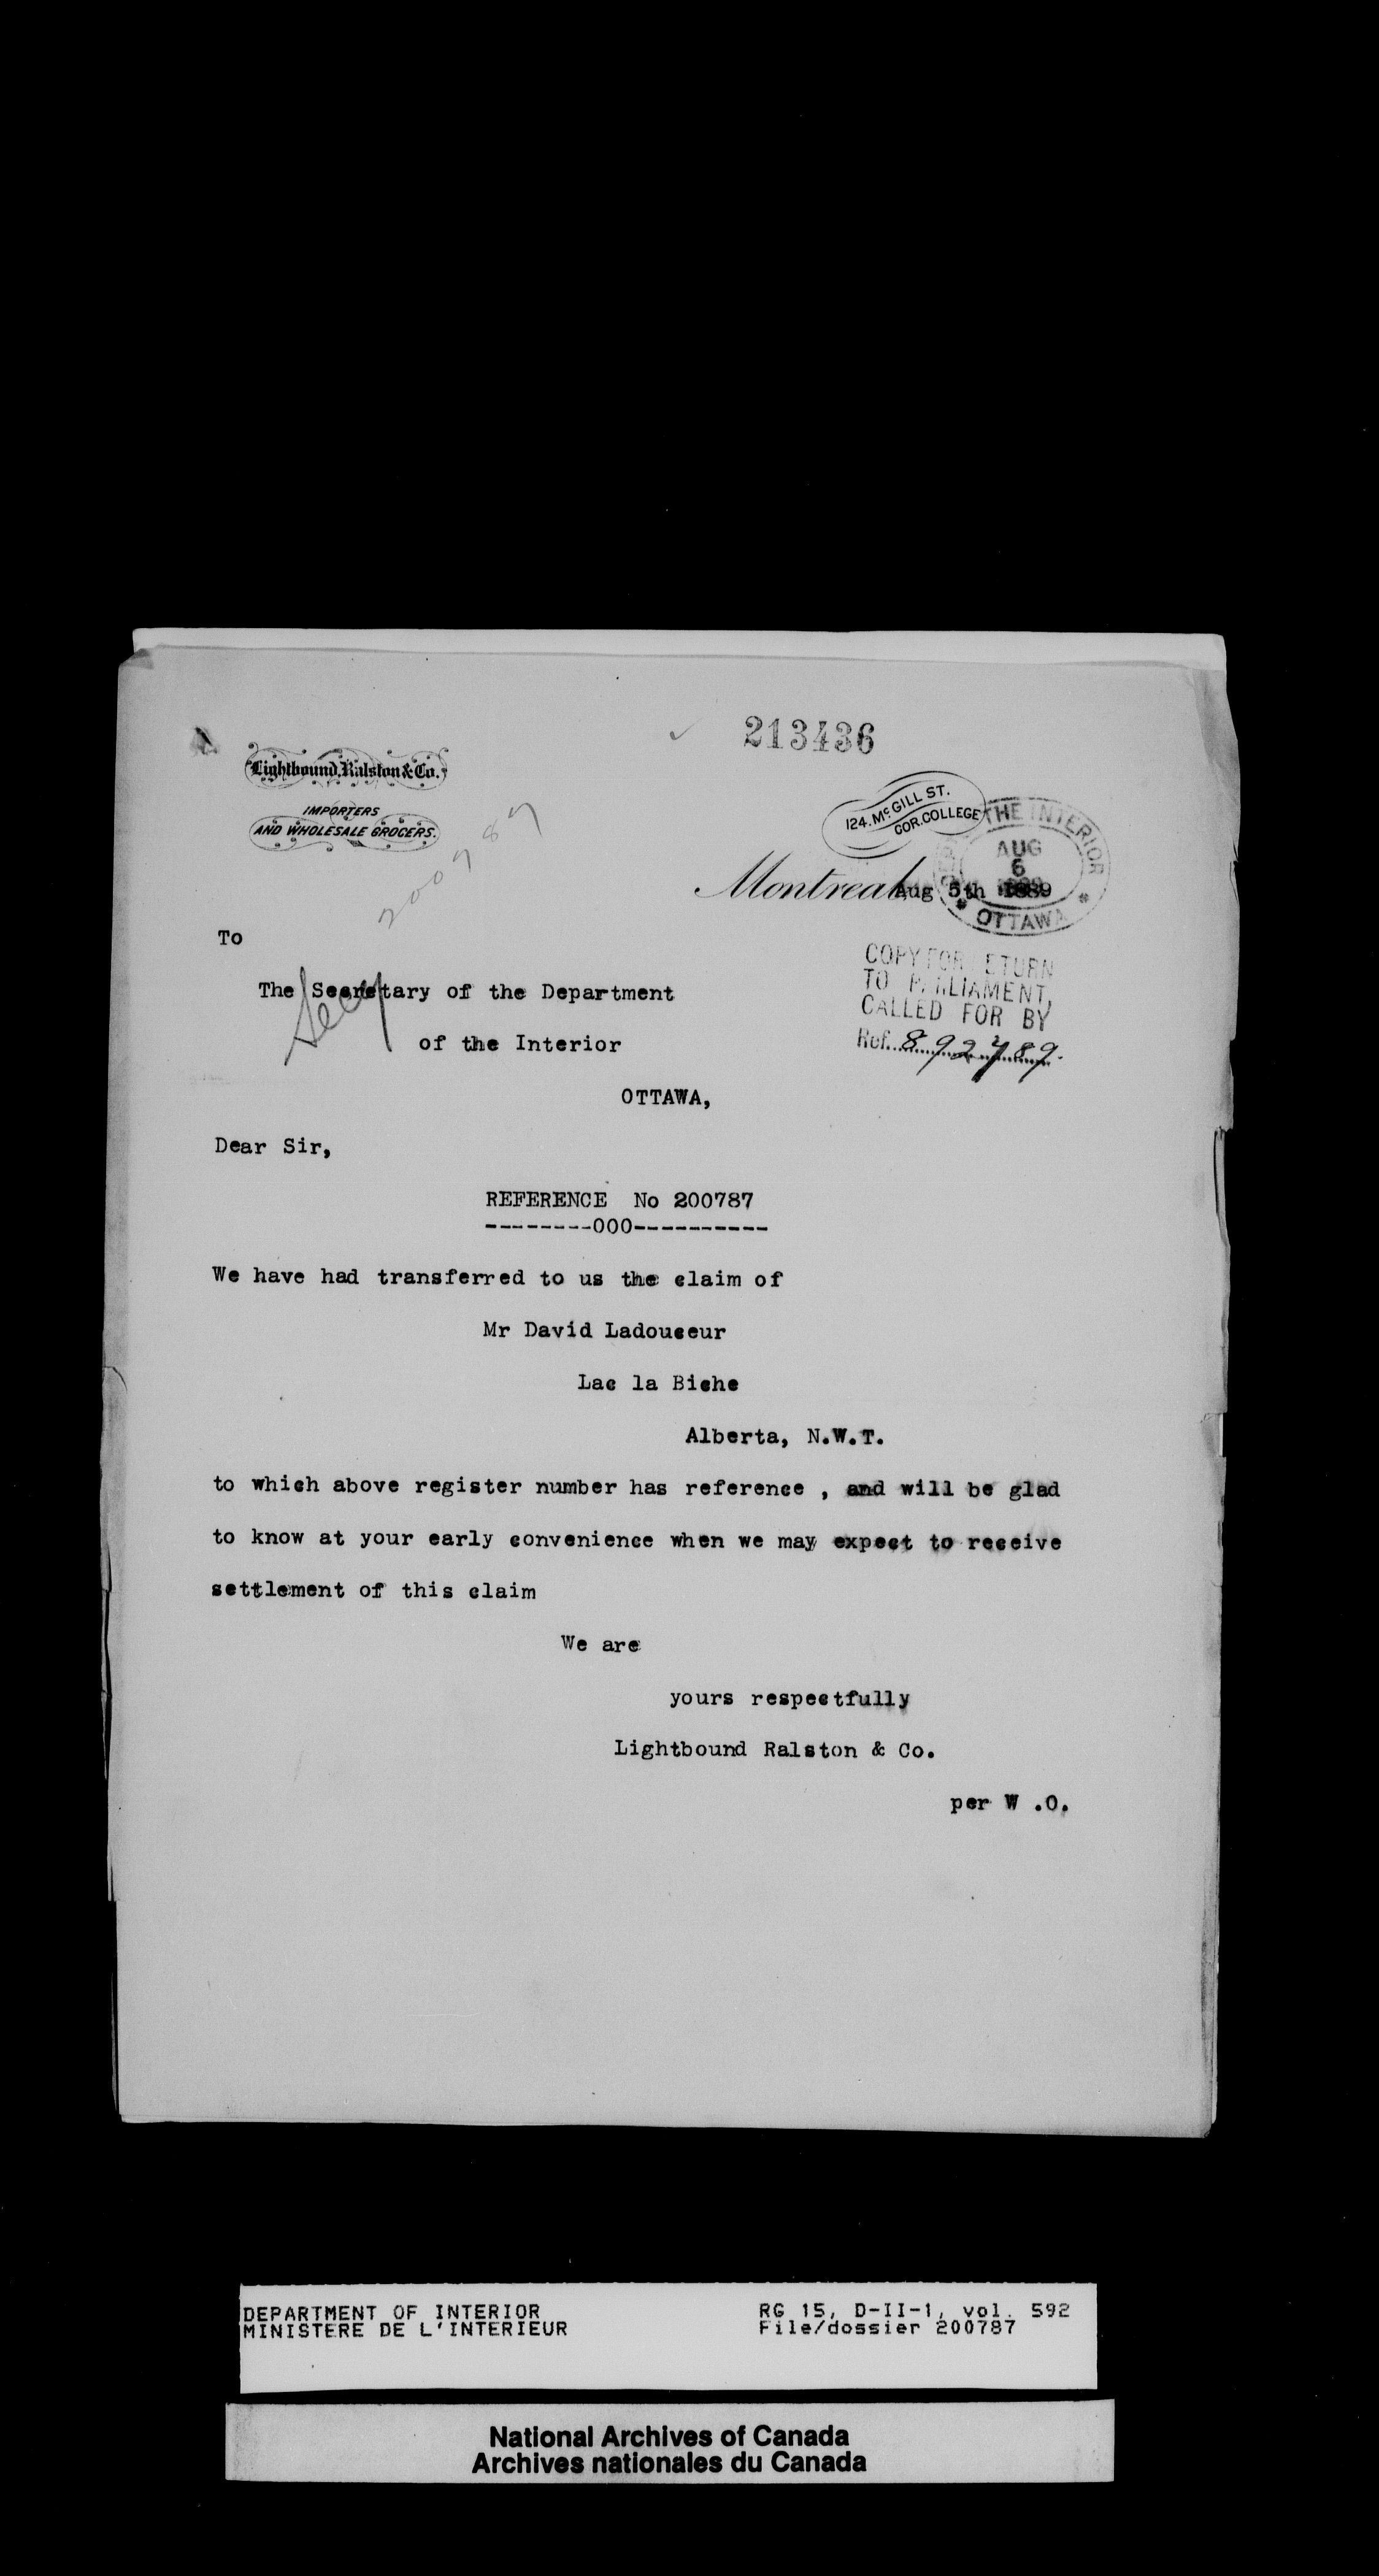 213436
Lightbound, Ralston & Co.,
IMPORTERS
AND WHOLESALE GROCERS.
200787
124. McGILL ST.
COR. COLLEGE
THE INTERIOR
AUG
6
OTTAWA
Montreal, Aug 5th 1889
To
COPY FOR ETURN
TO PARLIAMENT,
CALLED FOR BY
Ref. 892789.
The Secretary of the Department
Secy
of the Interior
OTTAWA,
Dear Sir,
REFERENCE No 200787
--------000----------
We have had transferred to us the claim of
Mr David Ladouceur
Lac la Biche
Alberta, N.W.T.
to which above register number has reference , and will be glad
to know at your early convenience when we may expect to receive
settlement of this claim
We are
yours respectfully
Lightbound Ralston & Co.
per W .O.
DEPARTMENT OF INTERIOR
MINISTERE DE L'INTERIEUR
RG 15, D-II-1, vol. 592
File/dossier 200787
National Archives of Canada
Archives nationales du Canada